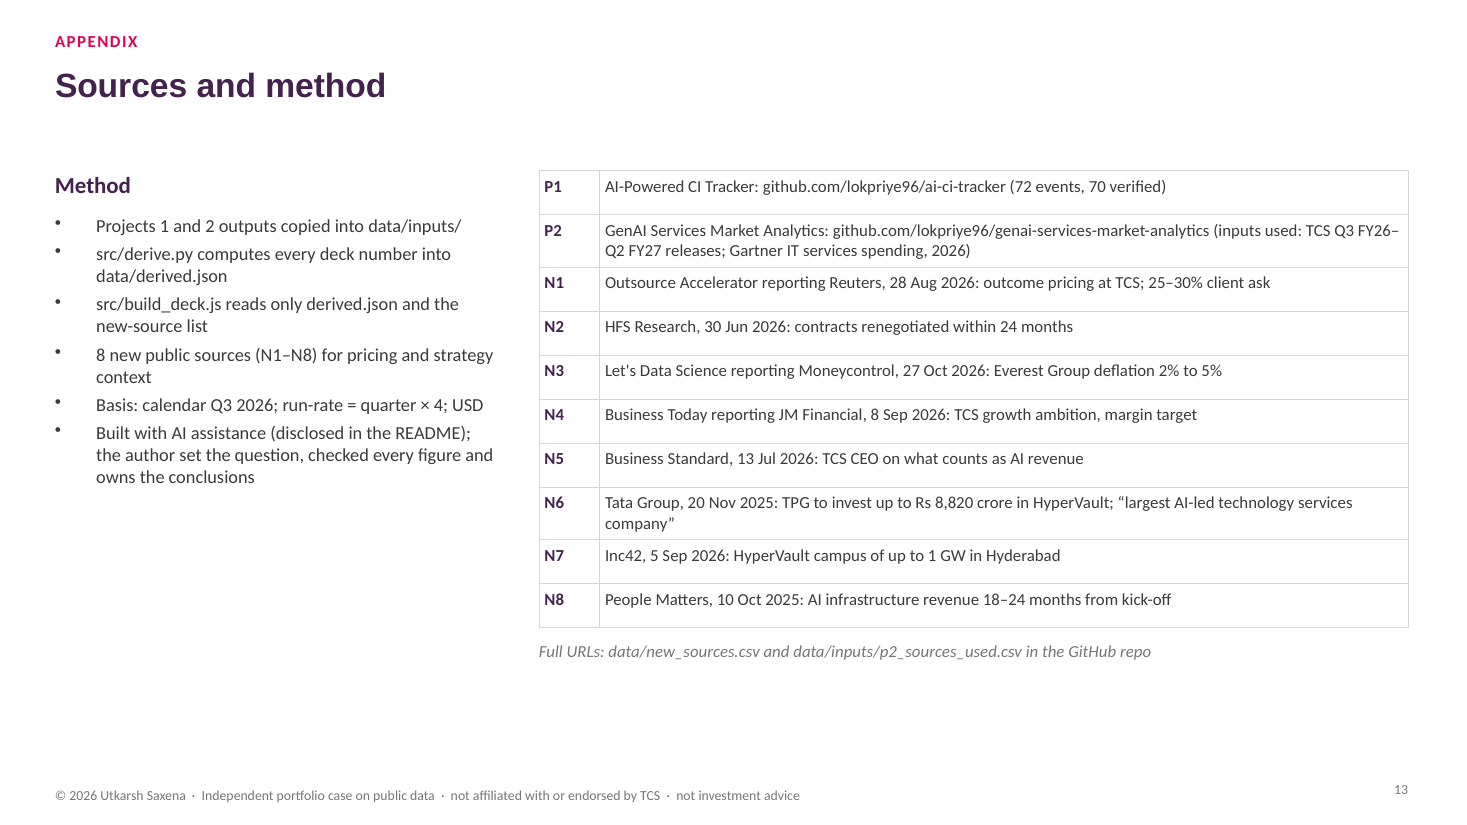 APPENDIX
Sources and method
Method
• Projects 1 and 2 outputs copied into data/inputs/
• src/derive.py computes every deck number into
data/derived.json
• src/build_deck.js reads only derived.json and the
new-source list
• 8 new public sources (N1–N8) for pricing and strategy
context
• Basis: calendar Q3 2026; run-rate = quarter × 4; USD
• Built with AI assistance (disclosed in the README);
the author set the question, checked every figure and
owns the conclusions
P1 AI-Powered CI Tracker: github.com/lokpriye96/ai-ci-tracker (72 events, 70 verified)
P2 GenAI Services Market Analytics: github.com/lokpriye96/genai-services-market-analytics (inputs used: TCS Q3 FY26–
Q2 FY27 releases; Gartner IT services spending, 2026)
N1 Outsource Accelerator reporting Reuters, 28 Aug 2026: outcome pricing at TCS; 25–30% client ask
N2 HFS Research, 30 Jun 2026: contracts renegotiated within 24 months
N3 Let's Data Science reporting Moneycontrol, 27 Oct 2026: Everest Group deflation 2% to 5%
N4 Business Today reporting JM Financial, 8 Sep 2026: TCS growth ambition, margin target
N5 Business Standard, 13 Jul 2026: TCS CEO on what counts as AI revenue
N6 Tata Group, 20 Nov 2025: TPG to invest up to Rs 8,820 crore in HyperVault; “largest AI-led technology services
company”
N7 Inc42, 5 Sep 2026: HyperVault campus of up to 1 GW in Hyderabad
N8 People Matters, 10 Oct 2025: AI infrastructure revenue 18–24 months from kick-off
Full URLs: data/new_sources.csv and data/inputs/p2_sources_used.csv in the GitHub repo
© 2026 Utkarsh Saxena · Independent portfolio case on public data · not affiliated with or endorsed by TCS · not investment advice
13